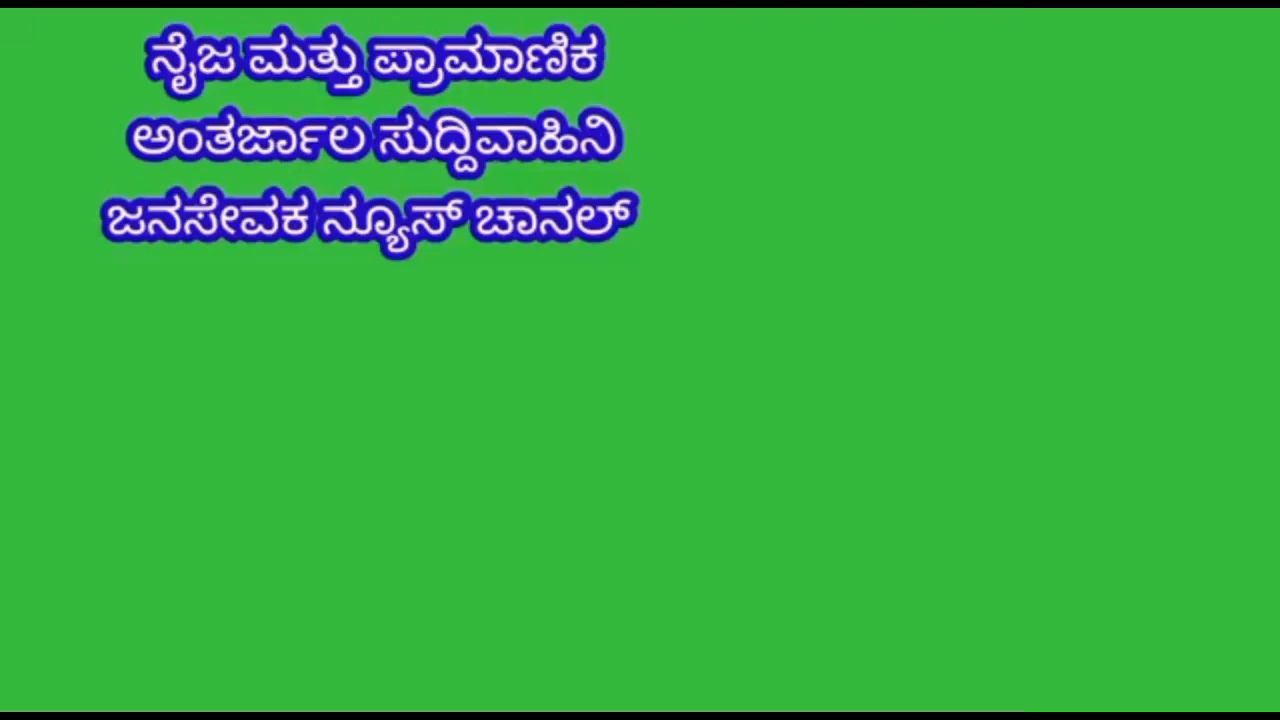 ನೈಜ ಮತ್ತು ಪ್ರಾಮಾಣಿಕ
ಅಂತರ್ಜಾಲ ಸುದ್ದಿವಾಹಿನಿ
ಜನಸೇವಕ ನ್ಯೂಸ್ ಚಾನಲ್